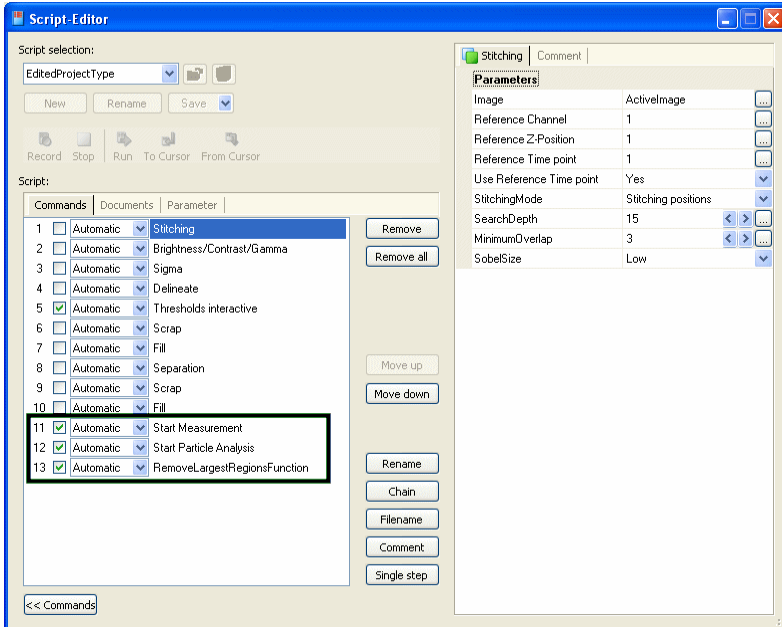 Script-Editor
Script selection:
EditedProjectType
New Rename Save
Record Stop Run To Cursor From Cursor
Script:
Commands Documents Parameter
1 Automatic Stitching
2 Automatic Brightness/Contrast/Gamma
3 Automatic Sigma
4 Automatic Delineate
5 Automatic Thresholds interactive
6 Automatic Scrap
7 Automatic Fill
8 Automatic Separation
9 Automatic Scrap
10 Automatic Fill
11 Automatic Start Measurement
12 Automatic Start Particle Analysis
13 Automatic RemoveLargestRegionsFunction
<< Commands
Remove
Remove all
Move up
Move down
Rename
Chain
Filename
Comment
Single step
Stitching Comment
Parameters
Image ActiveImage ...
Reference Channel 1 ...
Reference Z-Position 1 ...
Reference Time point 1 ...
Use Reference Time point Yes
StitchingMode Stitching positions
SearchDepth 15 < > ...
MinimumOverlap 3 < > ...
SobelSize Low